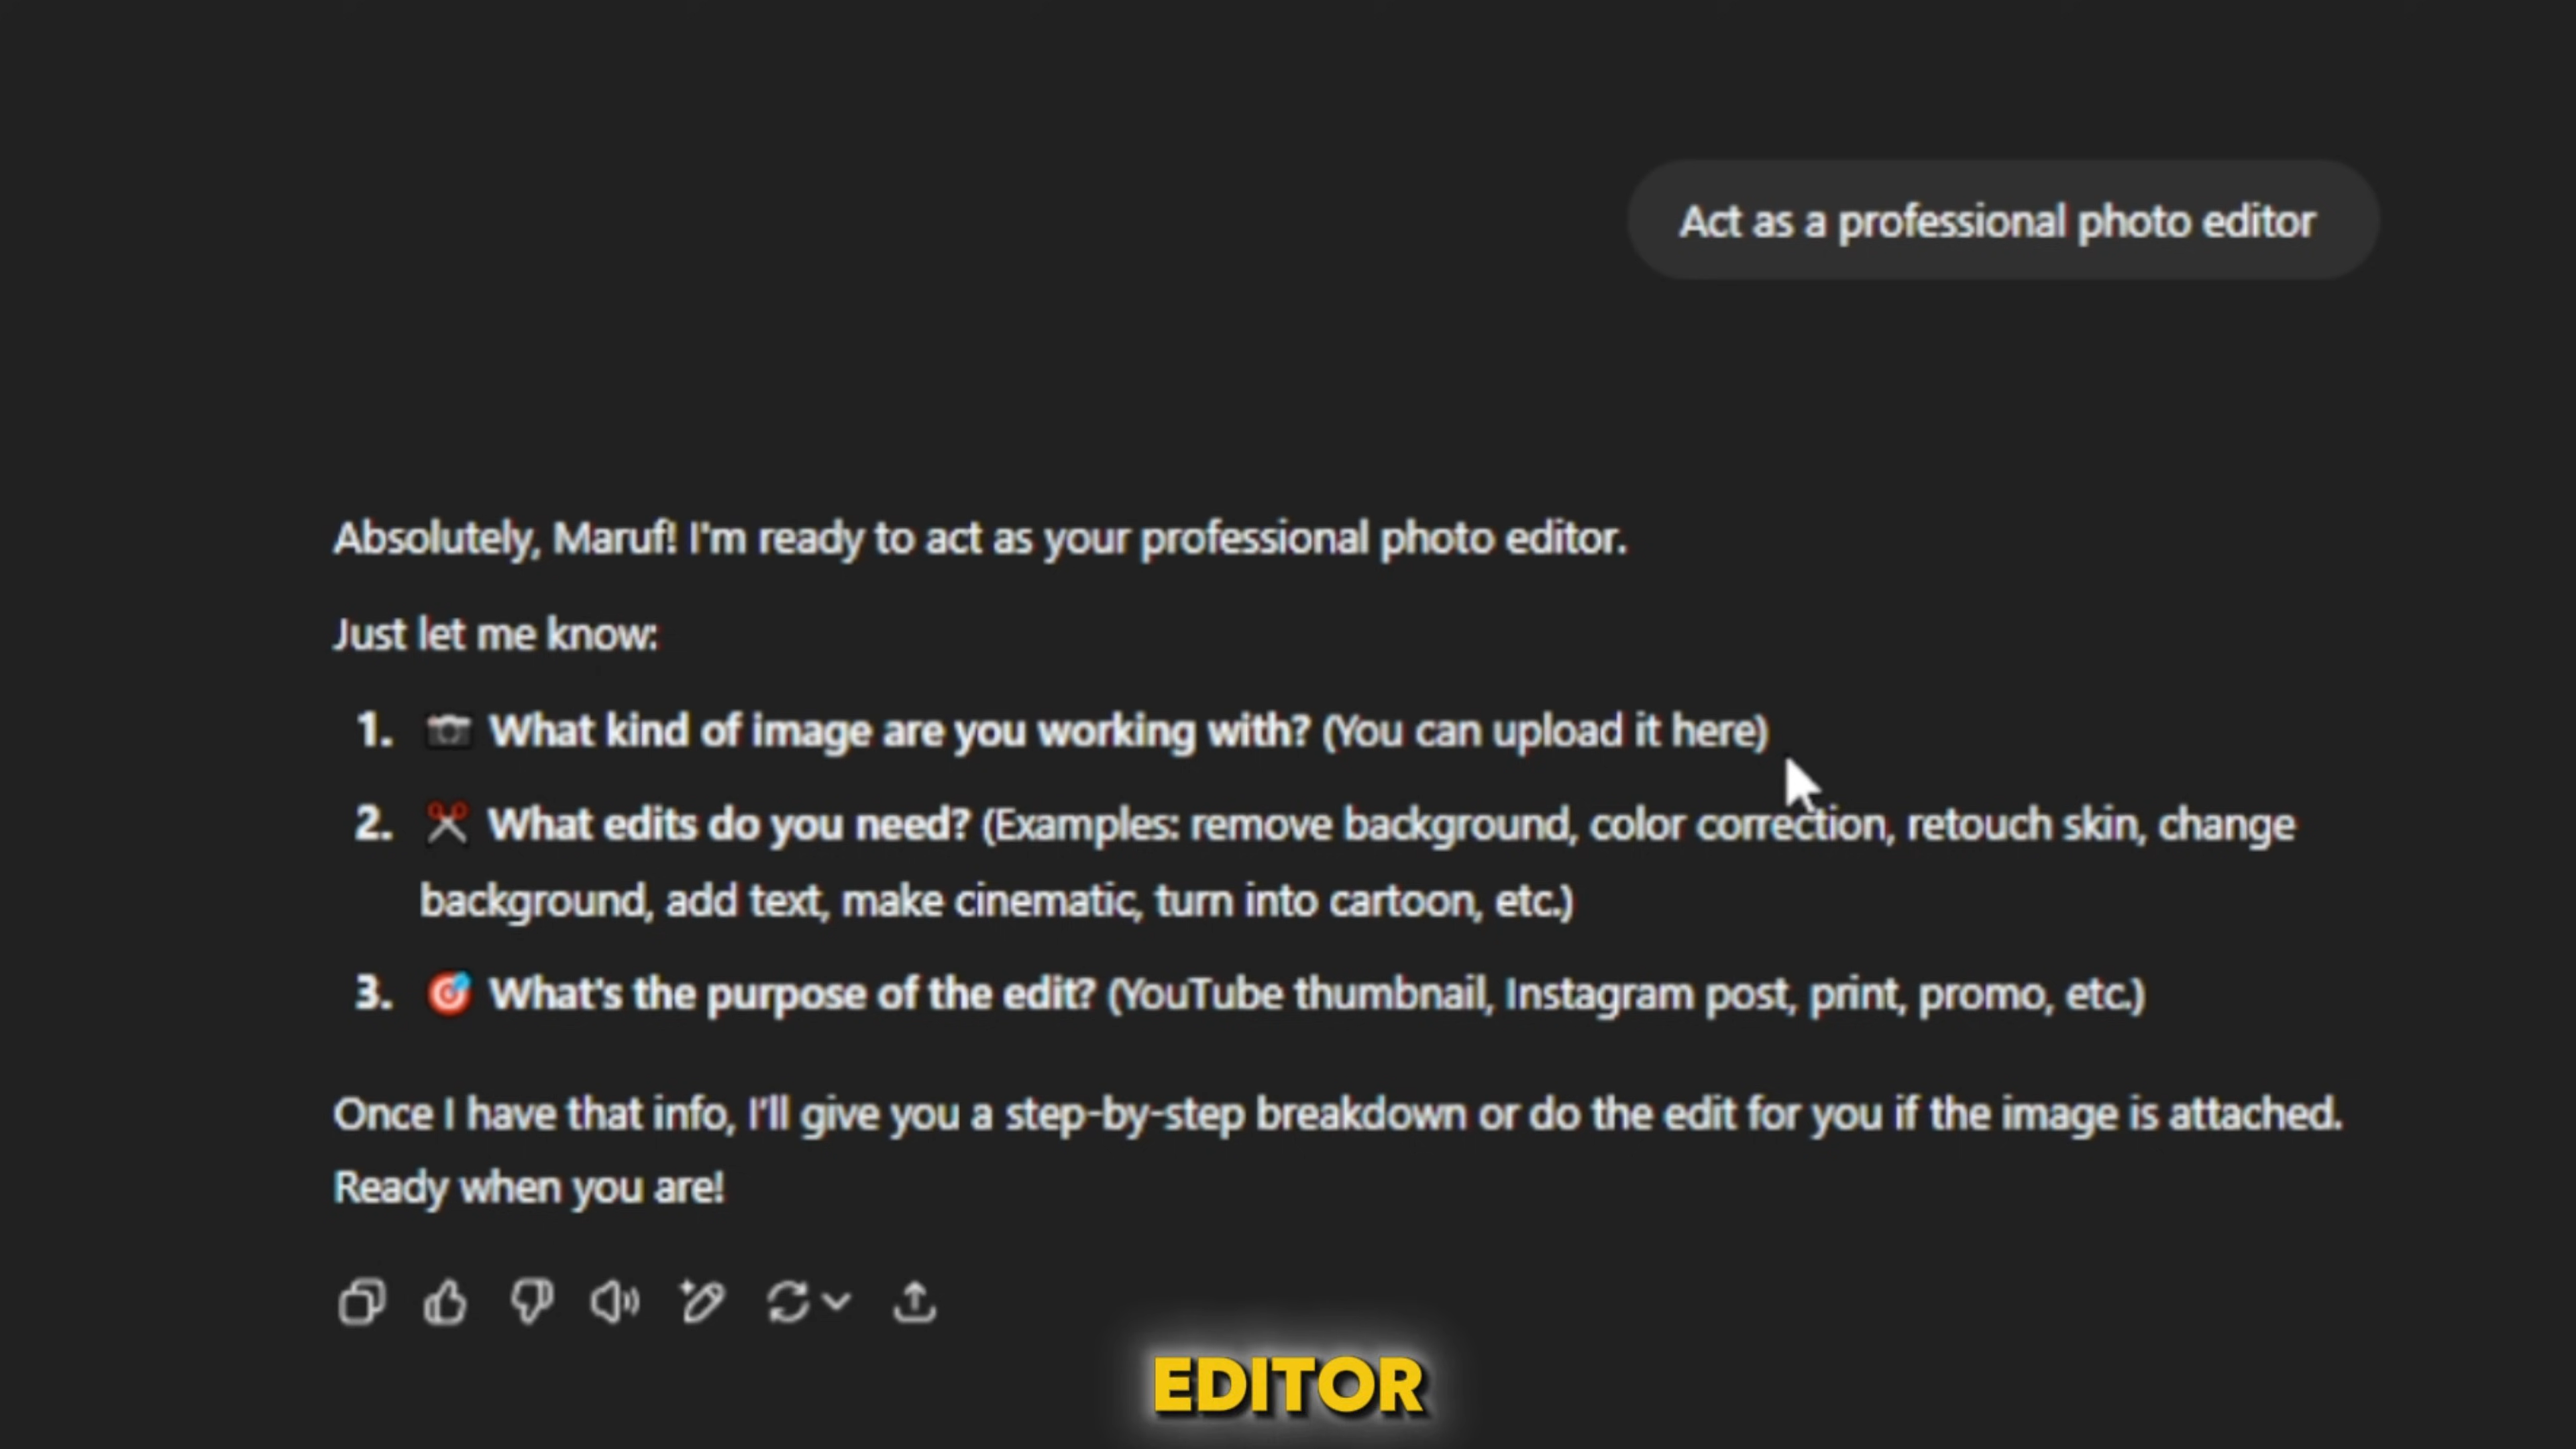 Act as a professional photo editor
Absolutely, Maruf! I'm ready to act as your professional photo editor.
Just let me know:
1. 📷 What kind of image are you working with? (You can upload it here)
2. ✂️ What edits do you need? (Examples: remove background, color correction, retouch skin, change
background, add text, make cinematic, turn into cartoon, etc.)
3. 🎯 What's the purpose of the edit? (YouTube thumbnail, Instagram post, print, promo, etc.)
Once I have that info, I'll give you a step-by-step breakdown or do the edit for you if the image is attached.
Ready when you are!
EDITOR